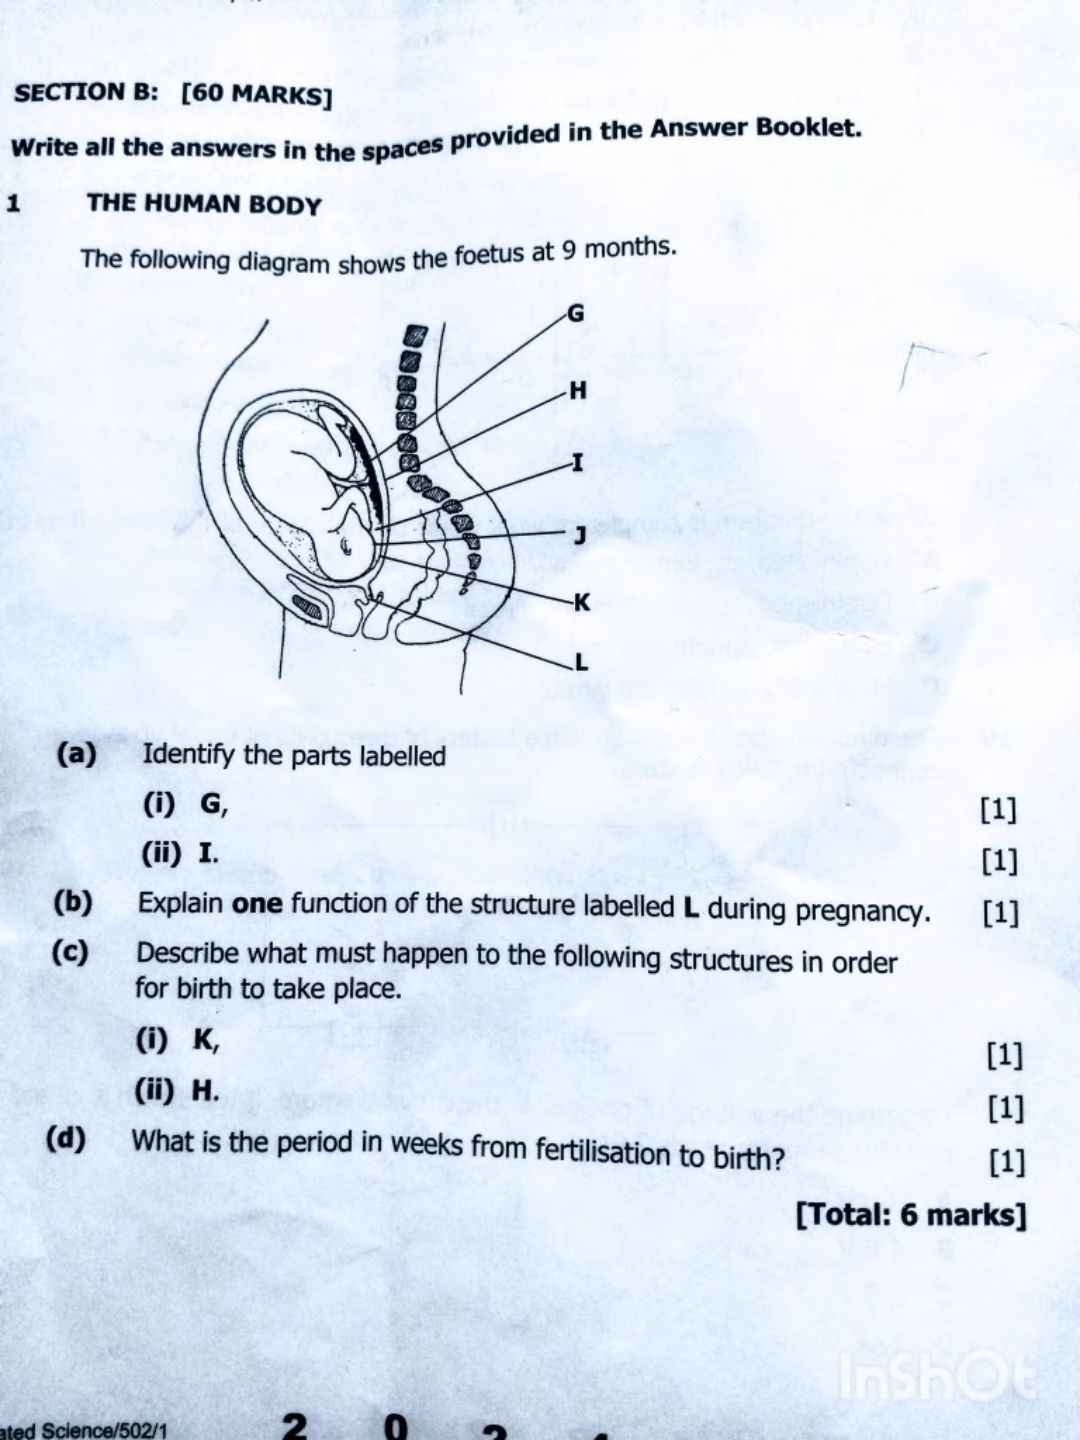 SECTION B: [60 MARKS]
Write all the answers in the spaces provided in the Answer Booklet.
1 THE HUMAN BODY
The following diagram shows the foetus at 9 months.
G
H
I
J
K
L
(a) Identify the parts labelled
(i) G, [1]
(ii) I. [1]
(b) Explain one function of the structure labelled L during pregnancy. [1]
(c) Describe what must happen to the following structures in order
for birth to take place.
(i) K, [1]
(ii) H. [1]
(d) What is the period in weeks from fertilisation to birth? [1]
[Total: 6 marks]
InShOt
Science/502/1
2 0 2